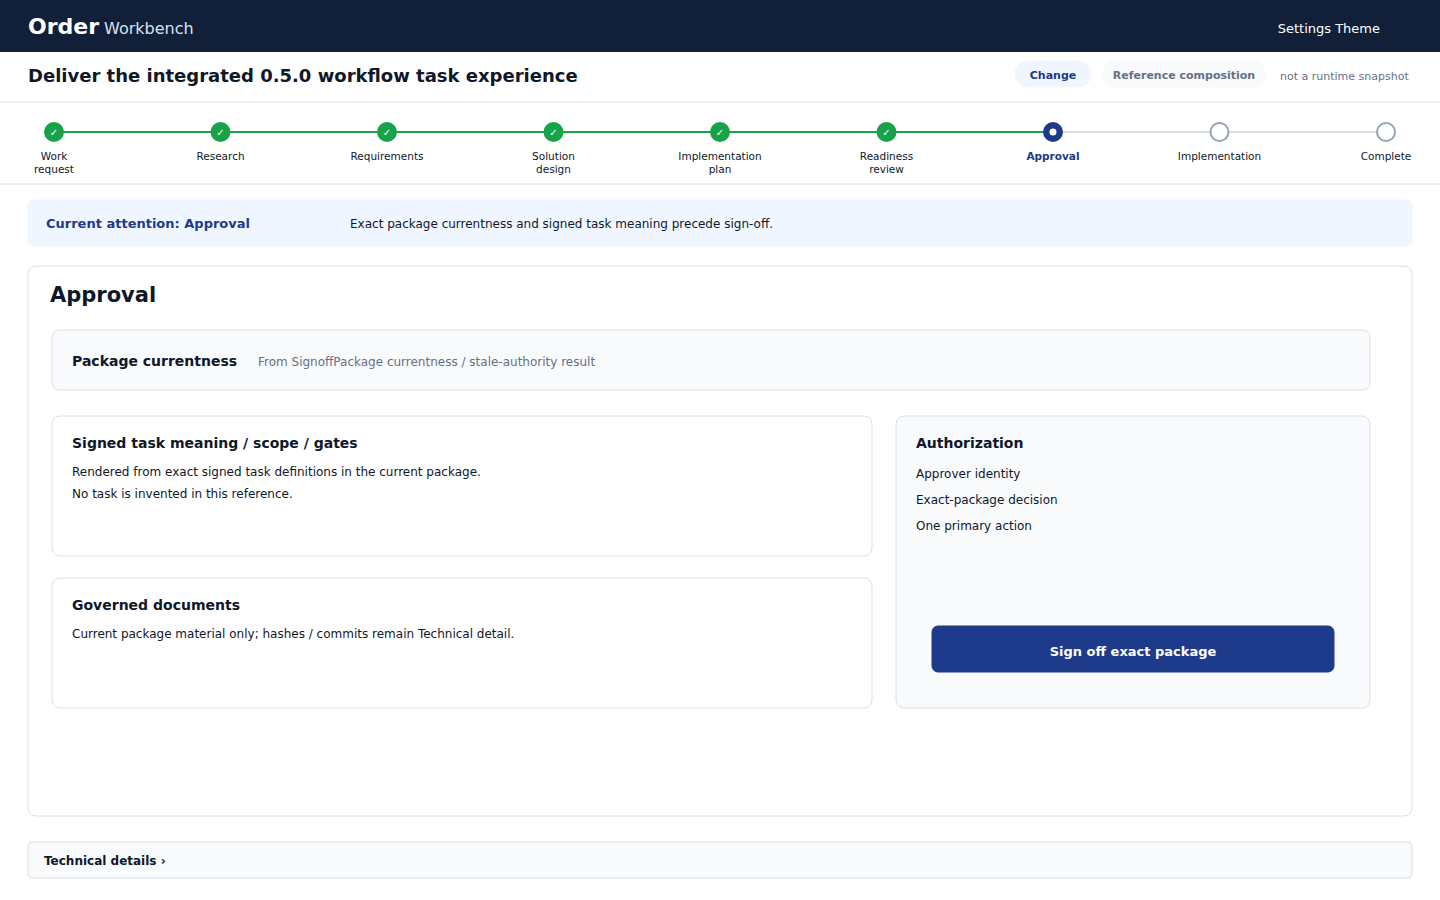 Order Workbench
Settings Theme
Deliver the integrated 0.5.0 workflow task experience
Change
Reference composition
not a runtime snapshot
✓
✓
✓
✓
✓
✓
Work
request
Research
Requirements
Solution
design
Implementation
plan
Readiness
review
Approval
Implementation
Complete
Current attention: Approval
Exact package currentness and signed task meaning precede sign-off.
Approval
Package currentness
From SignoffPackage currentness / stale-authority result
Signed task meaning / scope / gates
Rendered from exact signed task definitions in the current package.
No task is invented in this reference.
Governed documents
Current package material only; hashes / commits remain Technical detail.
Authorization
Approver identity
Exact-package decision
One primary action
Sign off exact package
Technical details ›